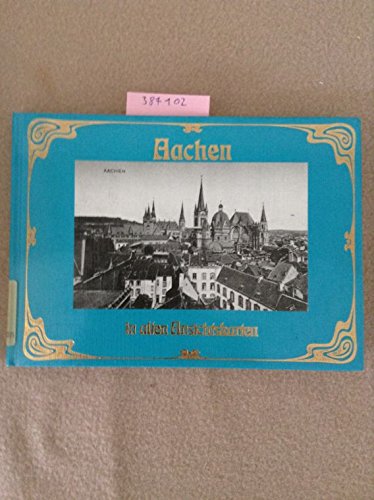 387102
Aachen
AACHEN
in alten Ansichtskarten